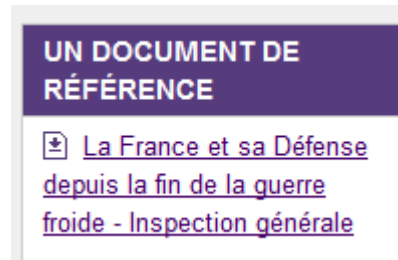 UN DOCUMENT DE
RÉFÉRENCE
La France et sa Défense
depuis la fin de la guerre
froide - Inspection générale